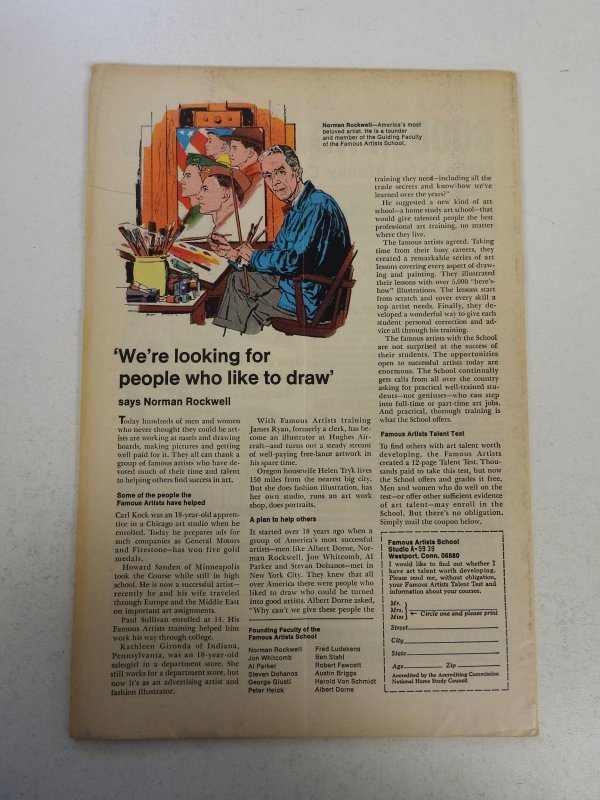 Norman Rockwell—America's most
beloved artist. He is a founder
and member of the Guiding Faculty
of the Famous Artists School.
'We're looking for
people who like to draw'
says Norman Rockwell
Today hundreds of men and women
who never thought they could be art-
ists are working at easels and drawing
boards, making pictures and getting
well paid for it. They all can thank a
group of famous artists who have de-
voted much of their time and talent
to helping others find success in art.
Some of the people the
Famous Artists have helped
Carl Kock was an 18-year-old appren-
tice in a Chicago art studio when he
enrolled. Today he prepares ads for
such companies as General Motors
and Firestone—has won five gold
medals.
Howard Sanden of Minneapolis
took the Course while still in high
school. He is now a successful artist—
recently he and his wife traveled
through Europe and the Middle East
on important art assignments.
Paul Sullivan enrolled at 14. His
Famous Artists training helped him
work his way through college.
Kathleen Gironda of Indiana,
Pennsylvania, was an 18-year-old
salesgirl in a department store. She
still works for a department store, but
now it's as an advertising artist and
fashion illustrator.
With Famous Artists training
James Ryan, formerly a clerk, has be-
come an illustrator at Hughes Air-
craft—and turns out a steady stream
of well-paying free-lance artwork in
his spare time.
Oregon housewife Helen Tryk lives
150 miles from the nearest big city.
But she does fashion illustration, has
her own studio, runs an art work
shop, does portraits.
A plan to help others
It started over 18 years ago when a
group of America's most successful
artists—men like Albert Dorne, Nor-
man Rockwell, Jon Whitcomb, Al
Parker and Stevan Dohanos—met in
New York City. They knew that all
over America there were people who
liked to draw who could be turned
into good artists. Albert Dorne asked,
"Why can't we give these people the
Founding Faculty of the
Famous Artists School
Norman Rockwell
Jon Whitcomb
Al Parker
Stevan Dohanos
George Giusti
Peter Helck
Fred Ludekens
Ben Stahl
Robert Fawcett
Austin Briggs
Harold Von Schmidt
Albert Dorne
training they need—including all the
trade secrets and know-how we've
learned over the years?"
He suggested a new kind of art
school—a home study art school—that
would give talented people the best
professional art training, no matter
where they live.
The famous artists agreed. Taking
time from their busy careers, they
created a remarkable series of art
lessons covering every aspect of draw-
ing and painting. They illustrated
their lessons with over 5,000 "here's-
how" illustrations. The lessons start
from scratch and cover every skill a
top artist needs. Finally, they de-
veloped a wonderful way to give each
student personal correction and ad-
vice all through his training.
The famous artists with the School
are not surprised at the success of
their students. The opportunities
open to successful artists today are
enormous. The School continually
gets calls from all over the country
asking for practical well-trained stu-
dents—not geniuses—who can step
into full-time or part-time art jobs.
And practical, thorough training is
what the School offers.
Famous Artists Talent Test
To find others with art talent worth
developing, the Famous Artists
created a 12-page Talent Test. Thou-
sands paid to take this test, but now
the School offers and grades it free.
Men and women who do well on the
test—or offer other sufficient evidence
of art talent—may enroll in the
School. But there's no obligation.
Simply mail the coupon below.
Famous Artists School
Studio A-59 39
Westport, Conn. 06880
I would like to find out whether I
have art talent worth developing.
Please send me, without obligation,
your Famous Artists Talent Test and
information about your courses.
Mr.
Mrs. ← Circle one and please print
Miss
Street
City
State
Age Zip
Accredited by the Accrediting Commission
National Home Study Council